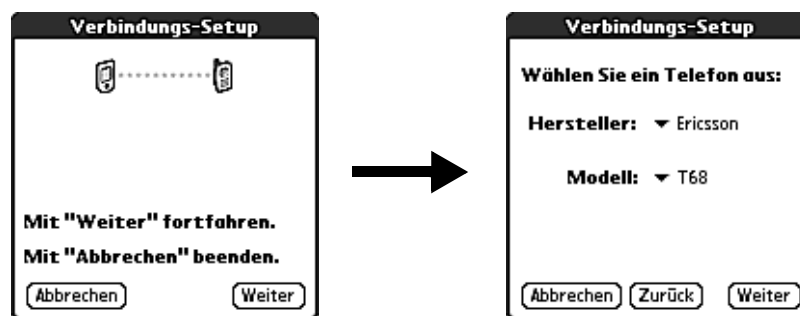 Verbindungs-Setup
Mit "Weiter" fortfahren.
Mit "Abbrechen" beenden.
Abbrechen Weiter
Verbindungs-Setup
Wählen Sie ein Telefon aus:
Hersteller: Ericsson
Modell: T68
Abbrechen Zurück Weiter